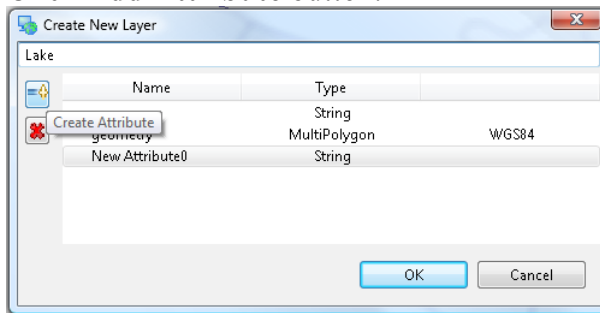 Create New Layer
Lake
Name Type
String
Create Attribute
geometry MultiPolygon WGS84
New Attribute0 String
OK Cancel